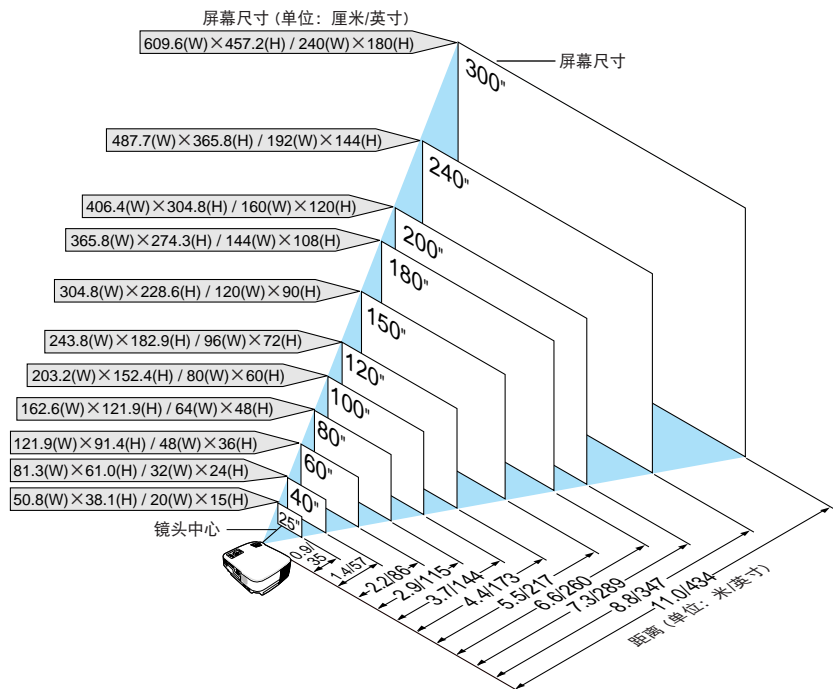 屏幕尺寸 (单位：厘米/英寸)
609.6(W)×457.2(H) / 240(W)×180(H)
屏幕尺寸
300"
487.7(W)×365.8(H) / 192(W)×144(H)
240"
406.4(W)×304.8(H) / 160(W)×120(H)
200"
365.8(W)×274.3(H) / 144(W)×108(H)
180"
304.8(W)×228.6(H) / 120(W)×90(H)
150"
243.8(W)×182.9(H) / 96(W)×72(H)
120"
203.2(W)×152.4(H) / 80(W)×60(H)
100"
162.6(W)×121.9(H) / 64(W)×48(H)
80"
121.9(W)×91.4(H) / 48(W)×36(H)
60"
81.3(W)×61.0(H) / 32(W)×24(H)
40"
50.8(W)×38.1(H) / 20(W)×15(H)
25"
镜头中心
0.9/
35
1.4/57
2.2/86
2.9/115
3.7/144
4.4/173
5.5/217
6.6/260
7.3/289
8.8/347
11.0/434
距离 (单位：米/英寸)